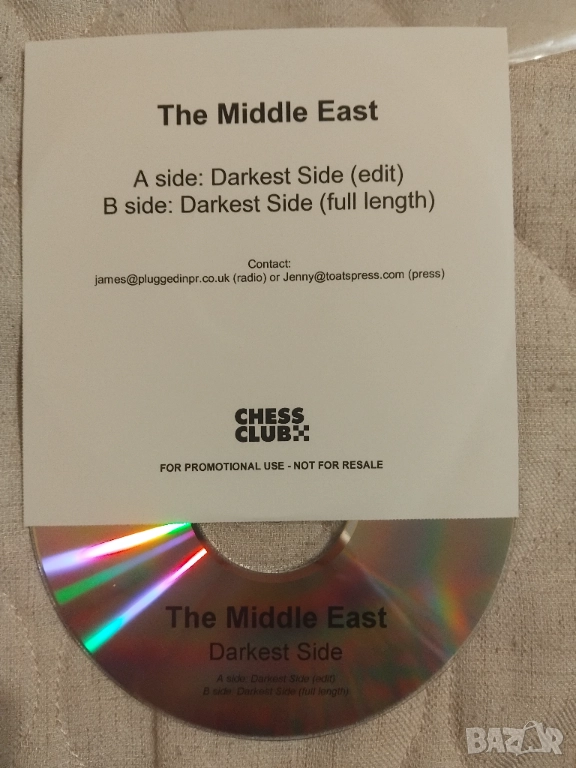 The Middle East
A side: Darkest Side (edit)
B side: Darkest Side (full length)
Contact:
james@pluggedinpr.co.uk (radio) or Jenny@toatspress.com (press)
CHESS
CLUB
FOR PROMOTIONAL USE - NOT FOR RESALE
The Middle East
Darkest Side
A side: Darkest Side (edit)
B side: Darkest Side (full length)
BAZAR